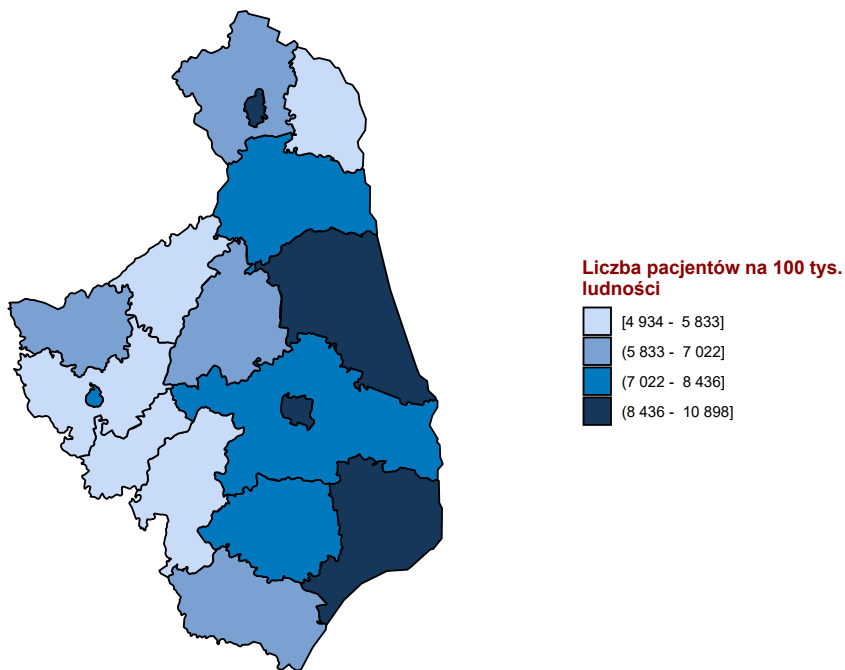 Liczba pacjentów na 100 tys.
ludności
[4 934 - 5 833]
(5 833 - 7 022]
(7 022 - 8 436]
(8 436 - 10 898]